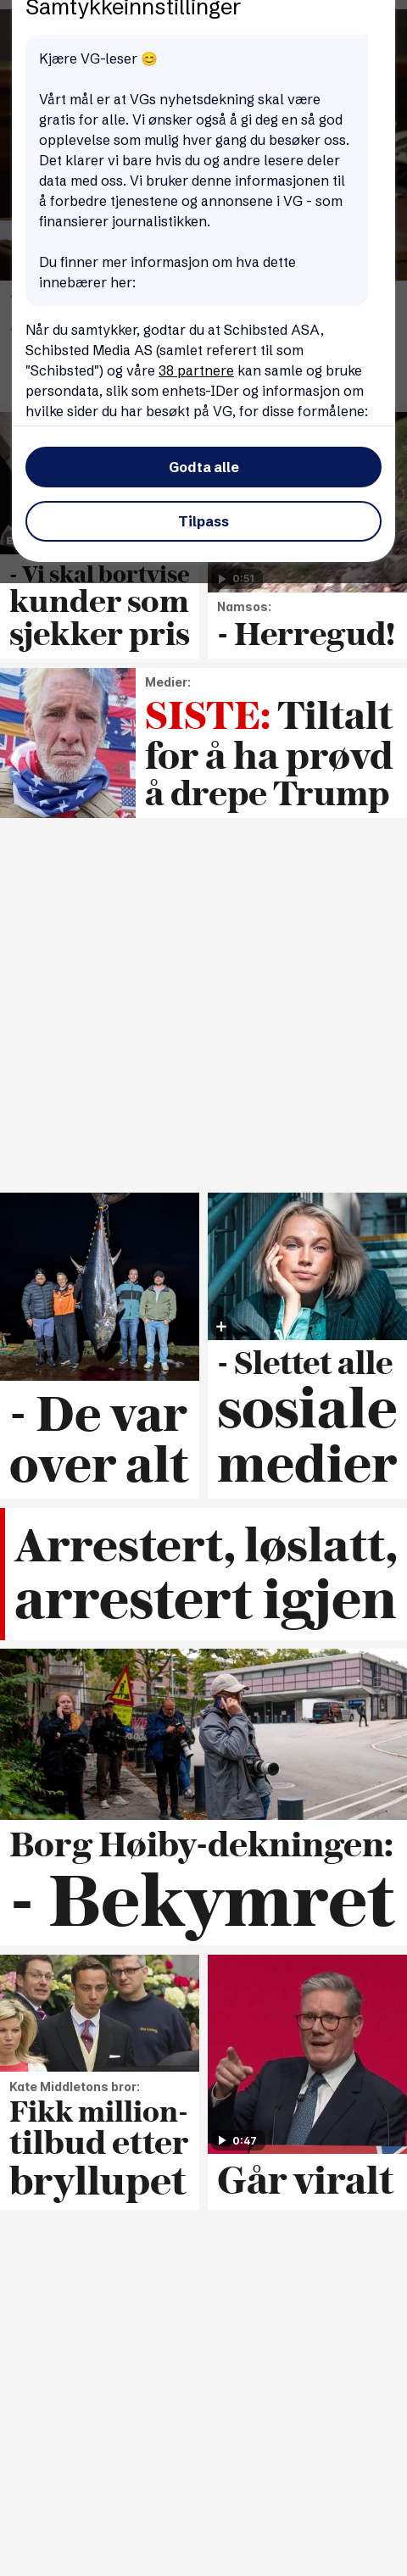 Samtykkeinnstillinger
Kjære VG-leser 😊
Vårt mål er at VGs nyhetsdekning skal være
gratis for alle. Vi ønsker også å gi deg en så god
opplevelse som mulig hver gang du besøker oss.
Det klarer vi bare hvis du og andre lesere deler
data med oss. Vi bruker denne informasjonen til
å forbedre tjenestene og annonsene i VG - som
finansierer journalistikken.
Du finner mer informasjon om hva dette
innebærer her:
Når du samtykker, godtar du at Schibsted ASA,
Schibsted Media AS (samlet referert til som
"Schibsted") og våre 38 partnere kan samle og bruke
persondata, slik som enhets-IDer og informasjon om
hvilke sider du har besøkt på VG, for disse formålene:
Godta alle
Tilpass
- Vi skal bortvise
kunder som
sjekker pris
0:51
Namsos:
- Herregud!
Medier:
SISTE: Tiltalt
for å ha prøvd
å drepe Trump
- De var
over alt
- Slettet alle
sosiale
medier
Arrestert, løslatt,
arrestert igjen
Borg Høiby-dekningen:
- Bekymret
Kate Middletons bror:
Fikk million-
tilbud etter
bryllupet
0:47
Går viralt